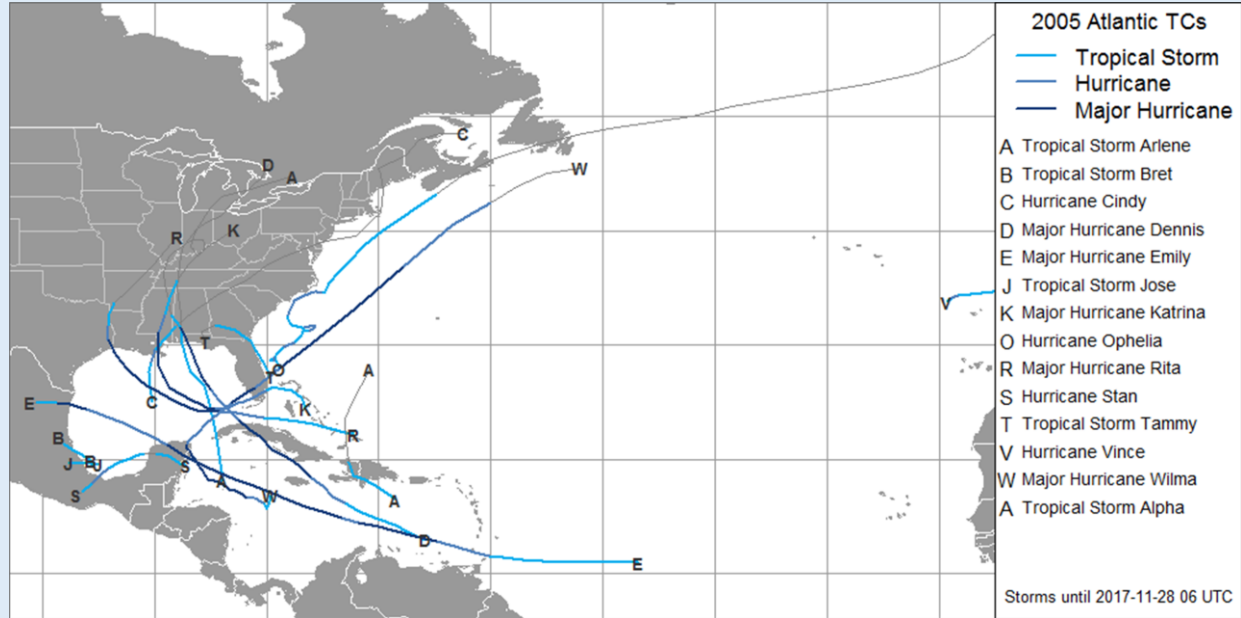 2005 Atlantic TCs
Tropical Storm
Hurricane
Major Hurricane
A Tropical Storm Arlene
B Tropical Storm Bret
C Hurricane Cindy
D Major Hurricane Dennis
E Major Hurricane Emily
J Tropical Storm Jose
K Major Hurricane Katrina
O Hurricane Ophelia
R Major Hurricane Rita
S Hurricane Stan
T Tropical Storm Tammy
V Hurricane Vince
W Major Hurricane Wilma
A Tropical Storm Alpha
Storms until 2017-11-28 06 UTC
C
D
W
A
K
R
V
T
O
T
A
E
C
K
R
B
J
B
J
S
S
A
W
A
D
E